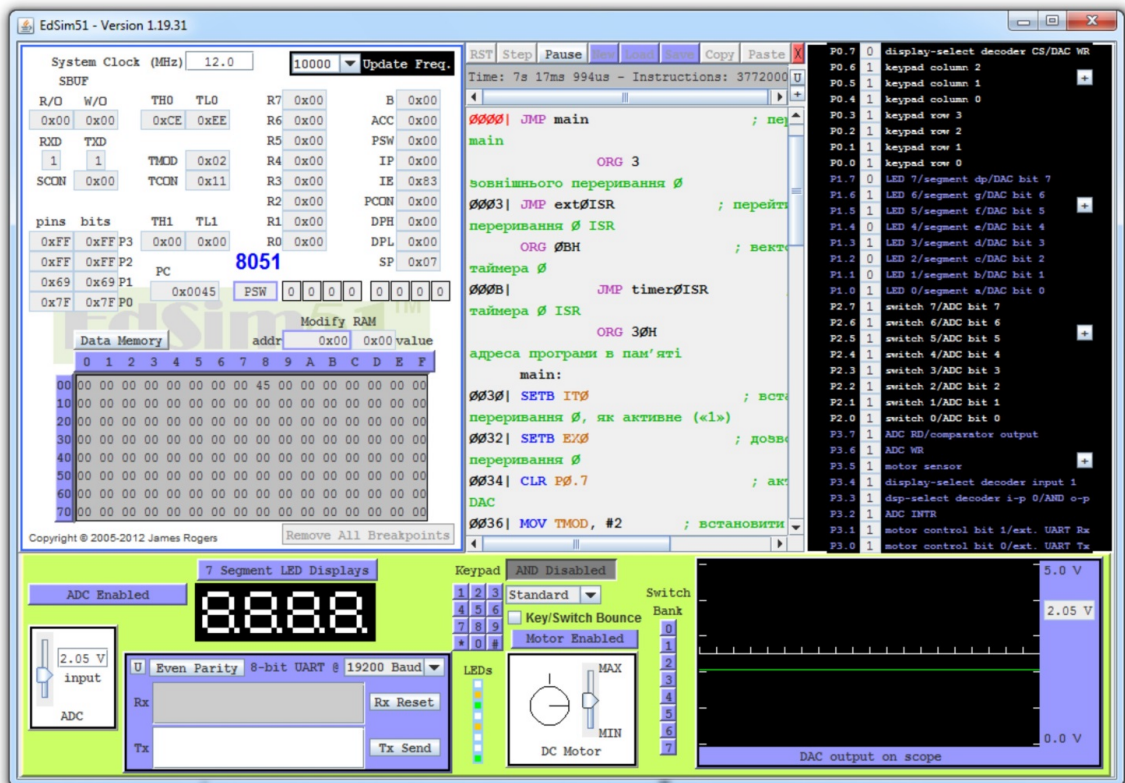 EdSim51 - Version 1.19.31
System Clock (MHz) 12.0 10000 Update Freq.
SBUF
R/O W/O TH0 TL0 R7 0x00 B 0x00
0x00 0x00 0xCE 0xEE R6 0x00 ACC 0x00
RXD TXD R5 0x00 PSW 0x00
1 1 TMOD 0x02 R4 0x00 IP 0x00
SCON 0x00 TCON 0x11 R3 0x00 IE 0x83
R2 0x00 PCON 0x00
pins bits TH1 TL1 R1 0x00 DPH 0x00
0xFF 0xFF P3 0x00 0x00 R0 0x00 DPL 0x00
0xFF 0xFF P2 PC 8051 SP 0x07
0x69 0x69 P1 0x0045 PSW 0 0 0 0 0 0 0 0
0x7F 0x7F P0
EdSim51 TM
Modify RAM
Data Memory addr 0x00 0x00 value
0 1 2 3 4 5 6 7 8 9 A B C D E F
00 00 00 00 00 00 00 00 00 45 00 00 00 00 00 00 00
10 00 00 00 00 00 00 00 00 00 00 00 00 00 00 00 00
20 00 00 00 00 00 00 00 00 00 00 00 00 00 00 00 00
30 00 00 00 00 00 00 00 00 00 00 00 00 00 00 00 00
40 00 00 00 00 00 00 00 00 00 00 00 00 00 00 00 00
50 00 00 00 00 00 00 00 00 00 00 00 00 00 00 00 00
60 00 00 00 00 00 00 00 00 00 00 00 00 00 00 00 00
70 00 00 00 00 00 00 00 00 00 00 00 00 00 00 00 00
Copyright © 2005-2012 James Rogers Remove All Breakpoints
RST Step Pause New Load Save Copy Paste X
Time: 7s 17ms 994us - Instructions: 3772000 U
0000| JMP main ; пе
main
ORG 3
зовнішнього переривання 0
0003| JMP ext0ISR ; перейти
переривання 0 ISR
ORG 0BH ; вект
таймера 0
000B| JMP timer0ISR
таймера 0 ISR
ORG 30H
адреса програми в пам'яті
main:
0030| SETB IT0 ; вст
переривання 0, як активне («1»)
0032| SETB EX0 ; дозв
переривання 0
0034| CLR P0.7 ; ак
DAC
0036| MOV TMOD, #2 ; встановити
P0.7 0 display-select decoder CS/DAC WR
P0.6 1 keypad column 2
P0.5 1 keypad column 1
P0.4 1 keypad column 0
P0.3 1 keypad row 3
P0.2 1 keypad row 2
P0.1 1 keypad row 1
P0.0 1 keypad row 0
P1.7 0 LED 7/segment dp/DAC bit 7
P1.6 1 LED 6/segment g/DAC bit 6
P1.5 1 LED 5/segment f/DAC bit 5
P1.4 0 LED 4/segment e/DAC bit 4
P1.3 1 LED 3/segment d/DAC bit 3
P1.2 0 LED 2/segment c/DAC bit 2
P1.1 0 LED 1/segment b/DAC bit 1
P1.0 1 LED 0/segment a/DAC bit 0
P2.7 1 switch 7/ADC bit 7
P2.6 1 switch 6/ADC bit 6
P2.5 1 switch 5/ADC bit 5
P2.4 1 switch 4/ADC bit 4
P2.3 1 switch 3/ADC bit 3
P2.2 1 switch 2/ADC bit 2
P2.1 1 switch 1/ADC bit 1
P2.0 1 switch 0/ADC bit 0
P3.7 1 ADC RD/comparator output
P3.6 1 ADC WR
P3.5 1 motor sensor
P3.4 1 display-select decoder input 1
P3.3 1 dsp-select decoder i-p 0/AND o-p
P3.2 1 ADC INTR
P3.1 1 motor control bit 1/ext. UART Rx
P3.0 1 motor control bit 0/ext. UART Tx
ADC Enabled
7 Segment LED Displays
8.8.8.8.
2.05 V
input
ADC
U Even Parity 8-bit UART @ 19200 Baud
Rx Rx Reset
Tx Tx Send
Keypad AND Disabled
1 2 3 Standard
4 5 6 Key/Switch Bounce
7 8 9 Motor Enabled
* 0 #
LEDs
MAX
MIN
DC Motor
Switch
Bank
0
1
2
3
4
5
6
7
5.0 V
2.05 V
0.0 V
DAC output on scope